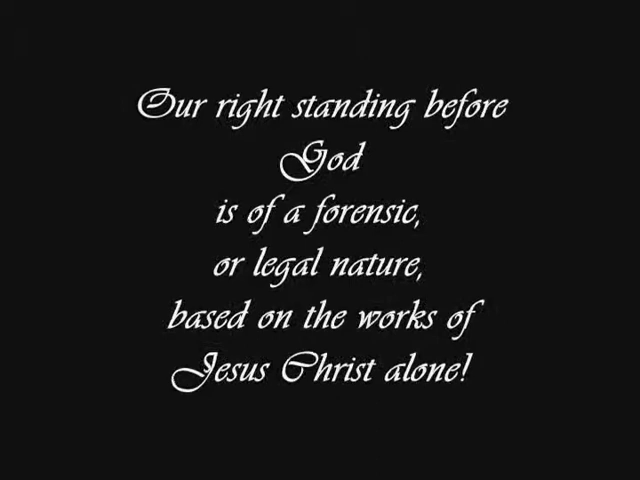 Our right standing before
God
is of a forensic,
or legal nature,
based on the works of
Jesus Christ alone!